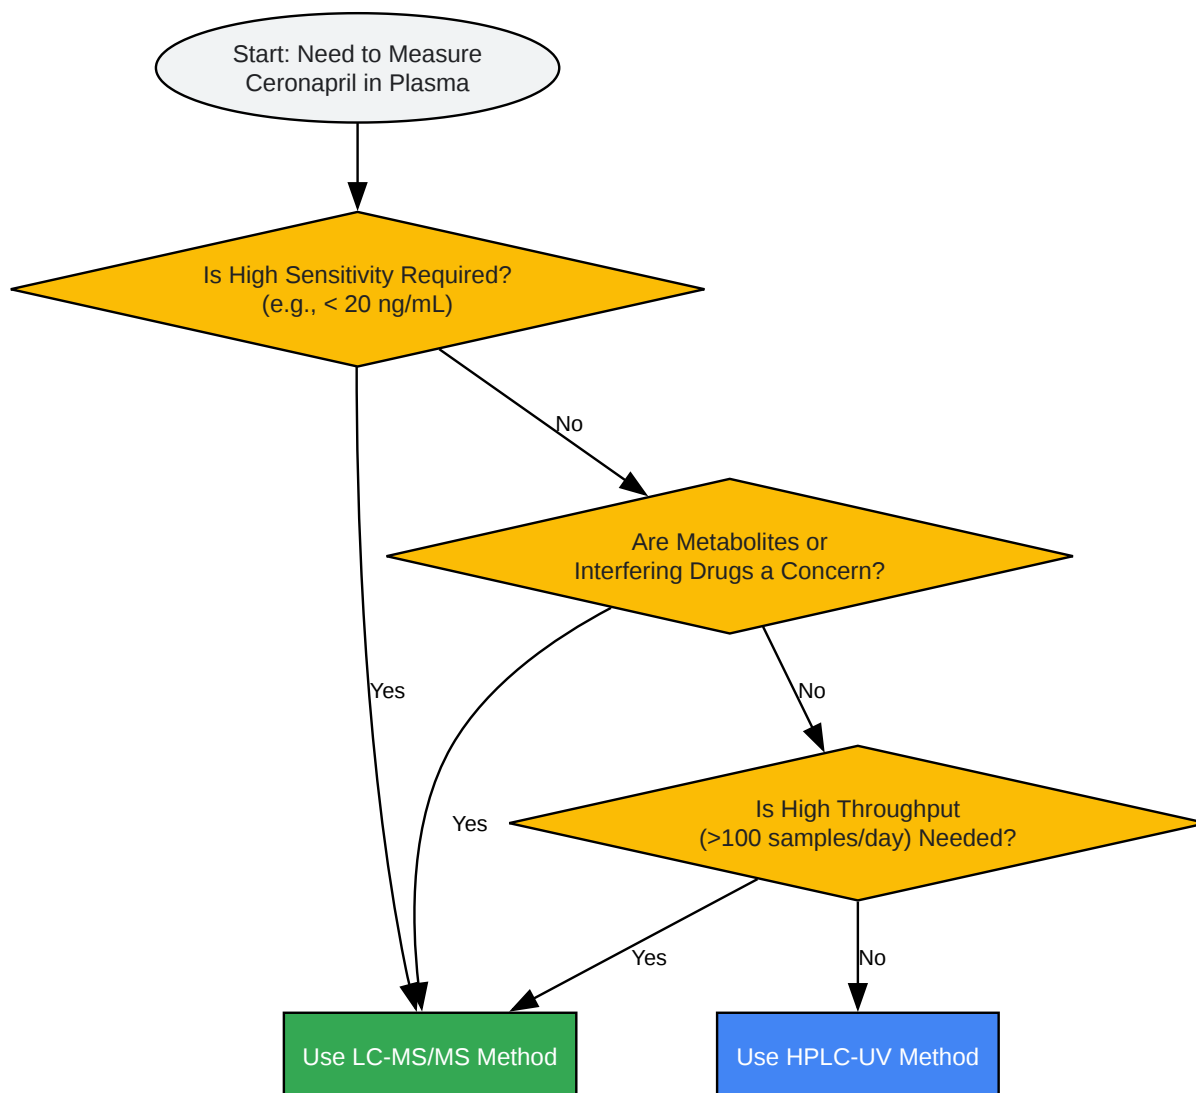 Start: Need to Measure
Ceronapril in Plasma
Is High Sensitivity Required?
(e.g., < 20 ng/mL)
No
Are Metabolites or
Interfering Drugs a Concern?
Yes
No
Is High Throughput
(>100 samples/day) Needed?
Yes
Yes
No
Use LC-MS/MS Method
Use HPLC-UV Method